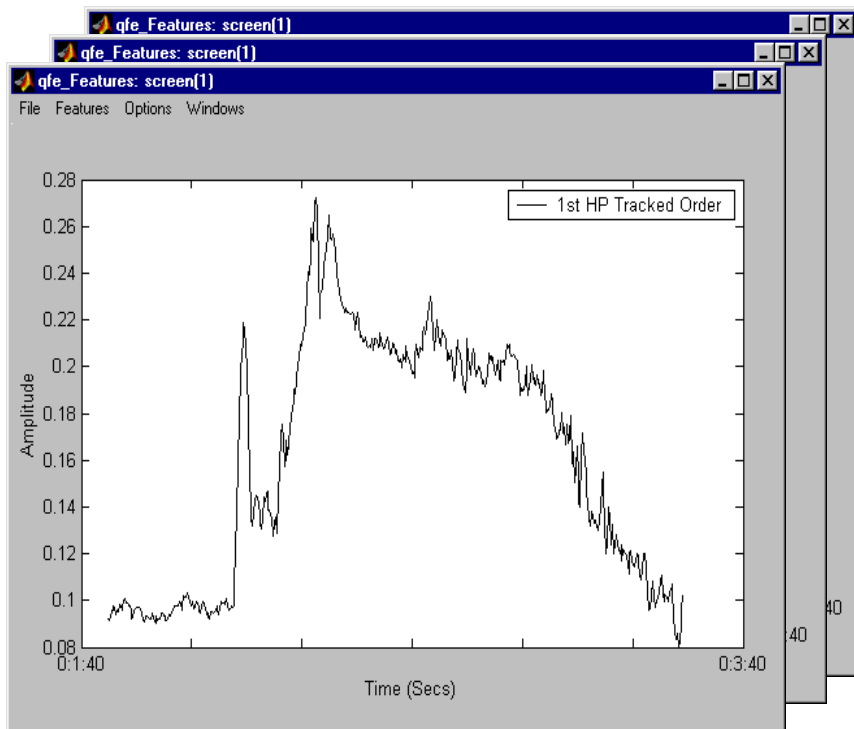 qfe_Features: screen(1)
qfe_Features: screen(1)
qfe_Features: screen(1)
File Features Options Windows
0.28
0.26
0.24
0.22
0.2
0.18
0.16
0.14
0.12
0.1
0.08
1st HP Tracked Order
Amplitude
0:1:40
0:3:40
Time (Secs)
:40
40